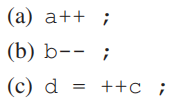 (a) a++ ;
(b) b-- ;
(c) d = ++c ;